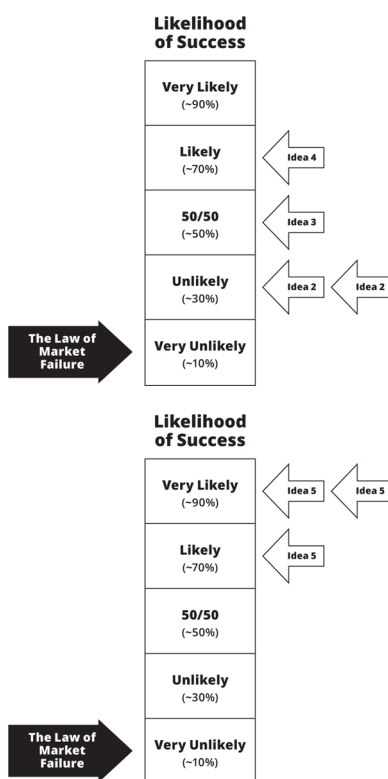 Likelihood
of Success
Very Likely
(~90%)
Likely
(~70%)
Idea 4
50/50
(~50%)
Idea 3
Unlikely
(~30%)
Idea 2
Idea 2
The Law of
Market
Failure
Very Unlikely
(~10%)
Likelihood
of Success
Very Likely
(~90%)
Idea 5
Idea 5
Likely
(~70%)
Idea 5
50/50
(~50%)
Unlikely
(~30%)
The Law of
Market
Failure
Very Unlikely
(~10%)